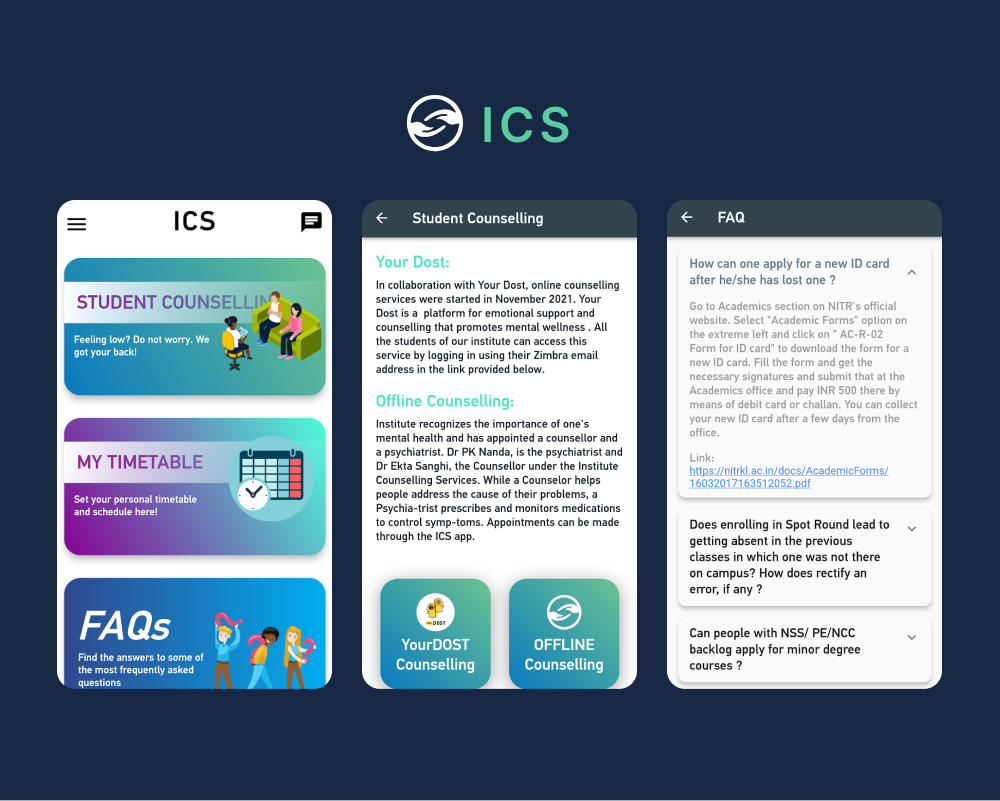 ICS
ICS
STUDENT COUNSELLIN
Feeling low? Do not worry. We
got your back!
MY TIMETABLE
Set your personal timetable
and schedule here!
FAQs
Find the answers to some of
the most frequently asked
questions
Student Counselling
Your Dost:
In collaboration with Your Dost, online counselling
services were started in November 2021. Your
Dost is a  platform for emotional support and
counselling that promotes mental wellness . All
the students of our institute can access this
service by logging in using their Zimbra email
address in the link provided below.
Offline Counselling:
Institute recognizes the importance of one's
mental health and has appointed a counsellor and
a psychiatrist. Dr PK Nanda, is the psychiatrist and
Dr Ekta Sanghi, the Counsellor under the Institute
Counselling Services. While a Counselor helps
people address the cause of their problems, a
Psychia-trist prescribes and monitors medications
to control symp-toms. Appointments can be made
through the ICS app.
DOST
YourDOST
Counselling
OFFLINE
Counselling
FAQ
How can one apply for a new ID card
after he/she has lost one ?
Go to Academics section on NITR's official
website. Select "Academic Forms" option on
the extreme left and click on " AC-R-02
Form for ID card" to download the form for a
new ID card. Fill the form and get the
necessary signatures and submit that at the
Academics office and pay INR 500 there by
means of debit card or challan. You can collect
your new ID card after a few days from the
office.
Link:
https://nitrkl.ac.in/docs/AcademicForms/
16032017163512052.pdf
Does enrolling in Spot Round lead to
getting absent in the previous
classes in which one was not there
on campus? How does rectify an
error, if any ?
Can people with NSS/ PE/NCC
backlog apply for minor degree
courses ?